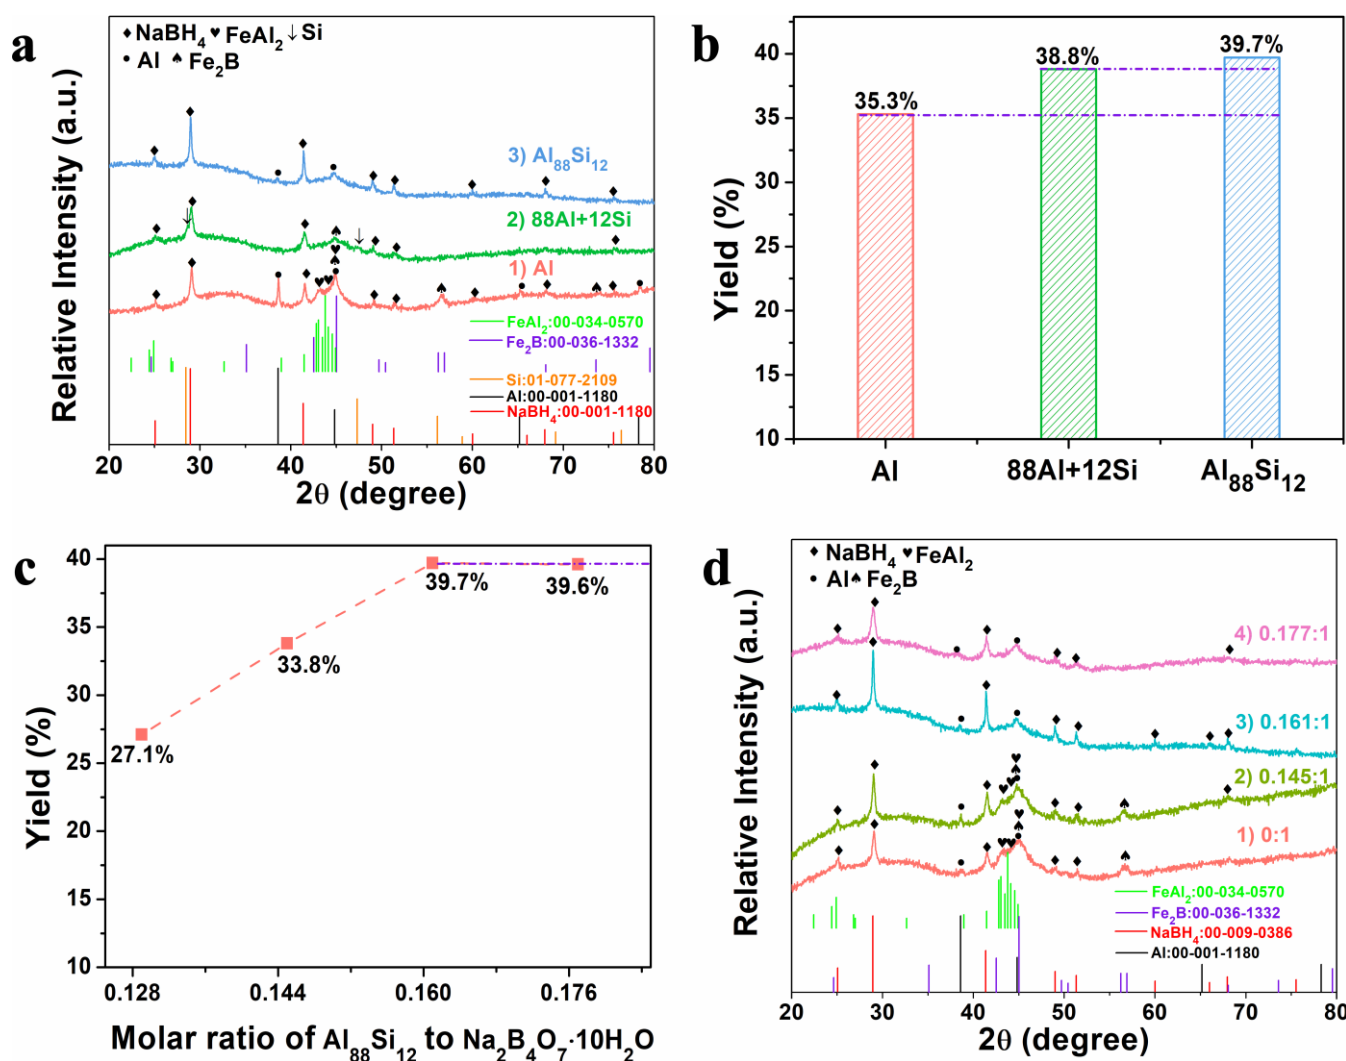 a
♦NaBH₄ ♥ FeAl₂ ↓Si
● Al ♠ Fe₂B
3) Al₈₈Si₁₂
2) 88Al+12Si
1) Al
FeAl₂:00-034-0570
Fe₂B:00-036-1332
Si:01-077-2109
Al:00-001-1180
NaBH₄:00-001-1180
Relative Intensity (a.u.)
20 30 40 50 60 70 80
2θ (degree)
b
40
35
30
25
20
15
10
Yield (%)
35.3%
38.8%
39.7%
Al 88Al+12Si Al₈₈Si₁₂
c
40
35
30
25
20
15
10
Yield (%)
27.1%
33.8%
39.7%
39.6%
0.128 0.144 0.160 0.176
Molar ratio of Al₈₈Si₁₂ to Na₂B₄O₇·10H₂O
d
♦ NaBH₄ ♥ FeAl₂
● Al♠ Fe₂B
4) 0.177:1
3) 0.161:1
2) 0.145:1
1) 0:1
FeAl₂:00-034-0570
Fe₂B:00-036-1332
NaBH₄:00-009-0386
Al:00-001-1180
Relative Intensity (a.u.)
20 30 40 50 60 70 80
2θ (degree)